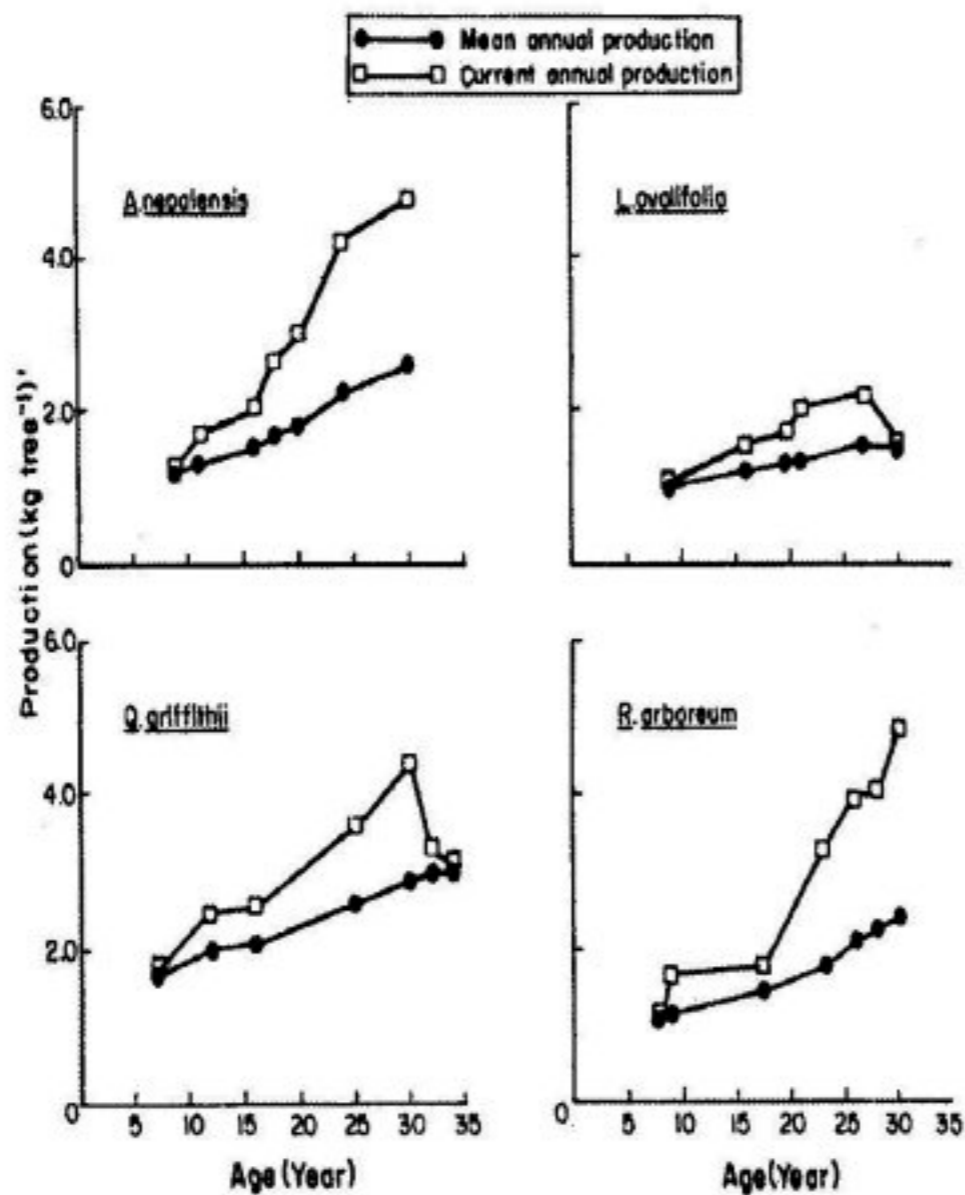 Mean annual production
Current annual production
Production (kg tree⁻¹)
6.0
4.0
2.0
0
A.nepalensis
L.ovalifolia
6.0
4.0
2.0
0
Q.griffithii
R.arboreum
5 10 15 20 25 30 35
5 10 15 20 25 30 35
Age (Year)
Age (Year)